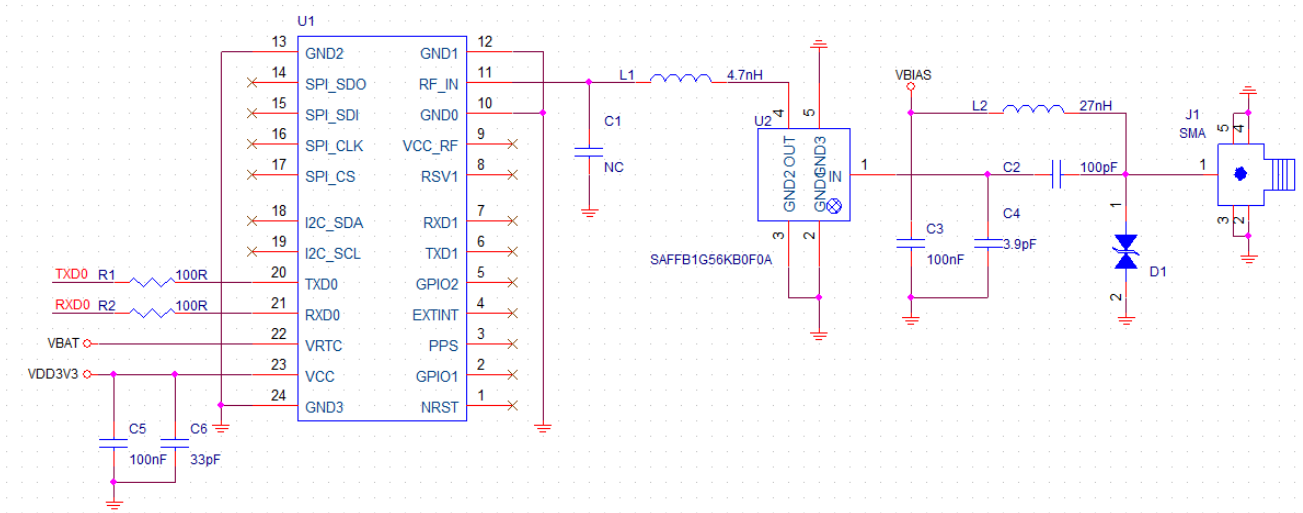 U1
13 GND2 GND1 12
14 SPI_SDO RF_IN 11
15 SPI_SDI GND0 10
16 SPI_CLK VCC_RF 9
17 SPI_CS RSV1 8
18 I2C_SDA RXD1 7
19 I2C_SCL TXD1 6
TXD0 R1 100R 20 TXD0 GPIO2 5
RXD0 R2 100R 21 RXD0 EXTINT 4
VBAT 22 VRTC PPS 3
VDD3V3 23 VCC GPIO1 2
24 GND3 NRST 1
C5
100nF
C6
33pF
L1 4.7nH
C1
NC
U2
4 OUT
5 GND3
1 IN
3 GND2
2 GND1
SAFFB1G56KB0F0A
VBIAS
L2 27nH
C2 100pF
C3
100nF
C4
3.9pF
1
D1
2
J1
SMA
5 4
1
3 2